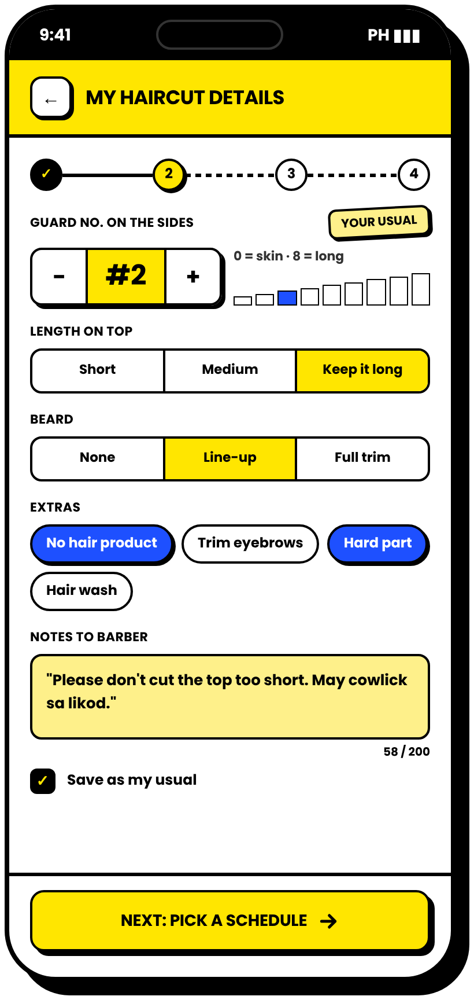 9:41
PH
← MY HAIRCUT DETAILS
✓ 2 3 4
GUARD NO. ON THE SIDES
YOUR USUAL
− #2 +
0 = skin · 8 = long
LENGTH ON TOP
Short Medium Keep it long
BEARD
None Line-up Full trim
EXTRAS
No hair product Trim eyebrows Hard part
Hair wash
NOTES TO BARBER
"Please don't cut the top too short. May cowlick
sa likod."
58 / 200
✓ Save as my usual
NEXT: PICK A SCHEDULE →